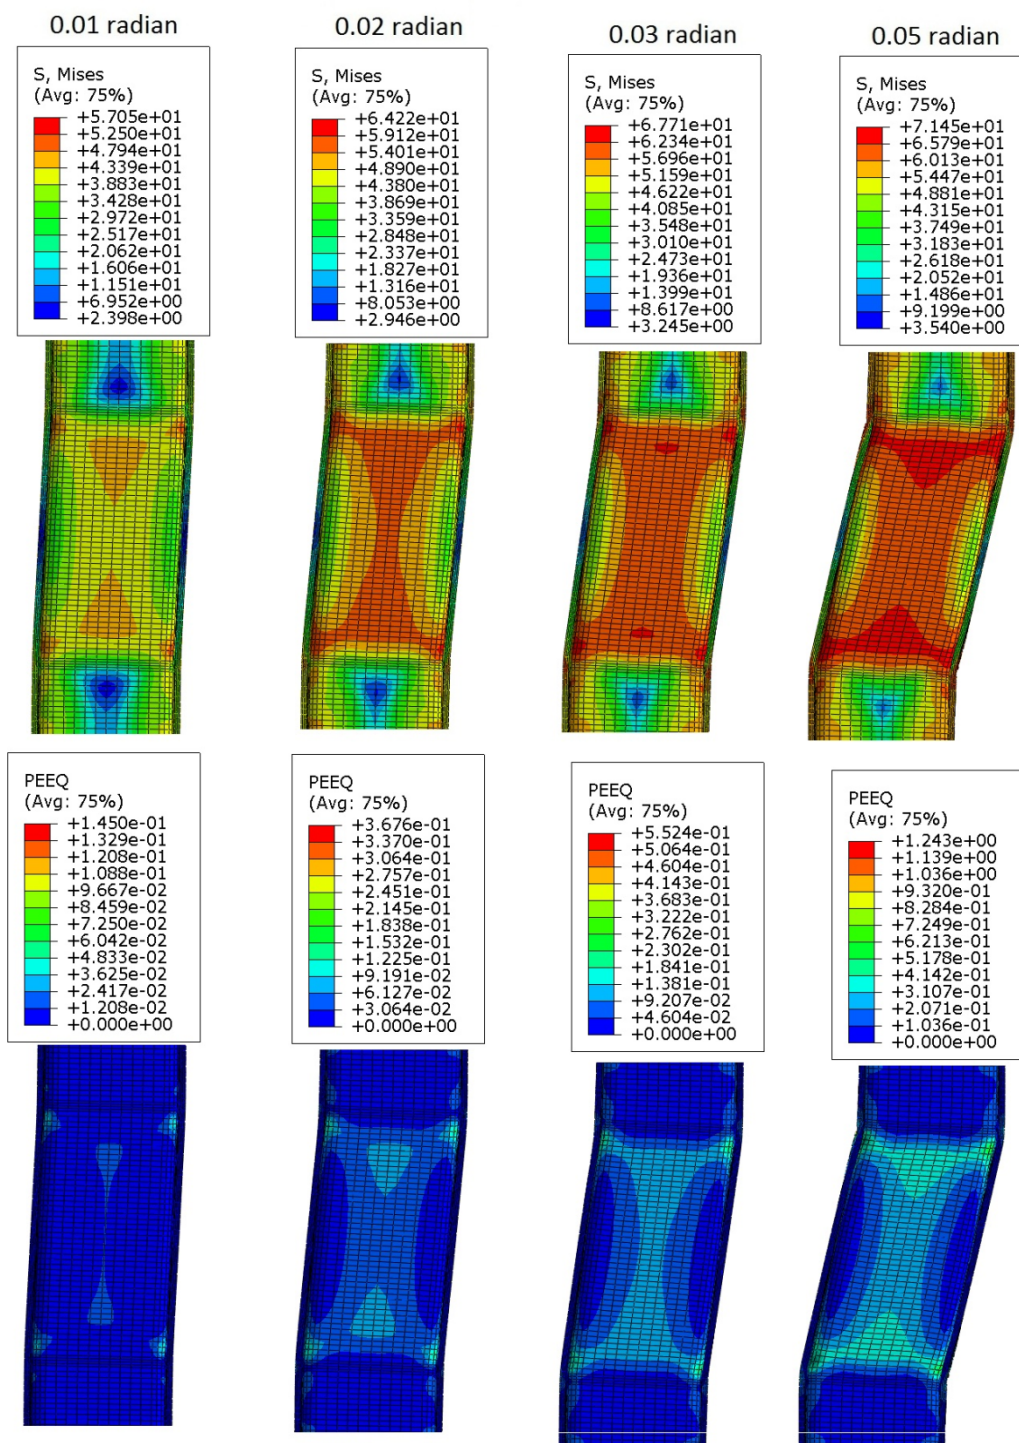 0.01 radian
0.02 radian
0.03 radian
0.05 radian
S, Mises
(Avg: 75%)
+5.705e+01
+5.250e+01
+4.794e+01
+4.339e+01
+3.883e+01
+3.428e+01
+2.972e+01
+2.517e+01
+2.062e+01
+1.606e+01
+1.151e+01
+6.952e+00
+2.398e+00
S, Mises
(Avg: 75%)
+6.422e+01
+5.912e+01
+5.401e+01
+4.890e+01
+4.380e+01
+3.869e+01
+3.359e+01
+2.848e+01
+2.337e+01
+1.827e+01
+1.316e+01
+8.053e+00
+2.946e+00
S, Mises
(Avg: 75%)
+6.771e+01
+6.234e+01
+5.696e+01
+5.159e+01
+4.622e+01
+4.085e+01
+3.548e+01
+3.010e+01
+2.473e+01
+1.936e+01
+1.399e+01
+8.617e+00
+3.245e+00
S, Mises
(Avg: 75%)
+7.145e+01
+6.579e+01
+6.013e+01
+5.447e+01
+4.881e+01
+4.315e+01
+3.749e+01
+3.183e+01
+2.618e+01
+2.052e+01
+1.486e+01
+9.199e+00
+3.540e+00
PEEQ
(Avg: 75%)
+1.450e-01
+1.329e-01
+1.208e-01
+1.088e-01
+9.667e-02
+8.459e-02
+7.250e-02
+6.042e-02
+4.833e-02
+3.625e-02
+2.417e-02
+1.208e-02
+0.000e+00
PEEQ
(Avg: 75%)
+3.676e-01
+3.370e-01
+3.064e-01
+2.757e-01
+2.451e-01
+2.145e-01
+1.838e-01
+1.532e-01
+1.225e-01
+9.191e-02
+6.127e-02
+3.064e-02
+0.000e+00
PEEQ
(Avg: 75%)
+5.524e-01
+5.064e-01
+4.604e-01
+4.143e-01
+3.683e-01
+3.222e-01
+2.762e-01
+2.302e-01
+1.841e-01
+1.381e-01
+9.207e-02
+4.604e-02
+0.000e+00
PEEQ
(Avg: 75%)
+1.243e+00
+1.139e+00
+1.036e+00
+9.320e-01
+8.284e-01
+7.249e-01
+6.213e-01
+5.178e-01
+4.142e-01
+3.107e-01
+2.071e-01
+1.036e-01
+0.000e+00